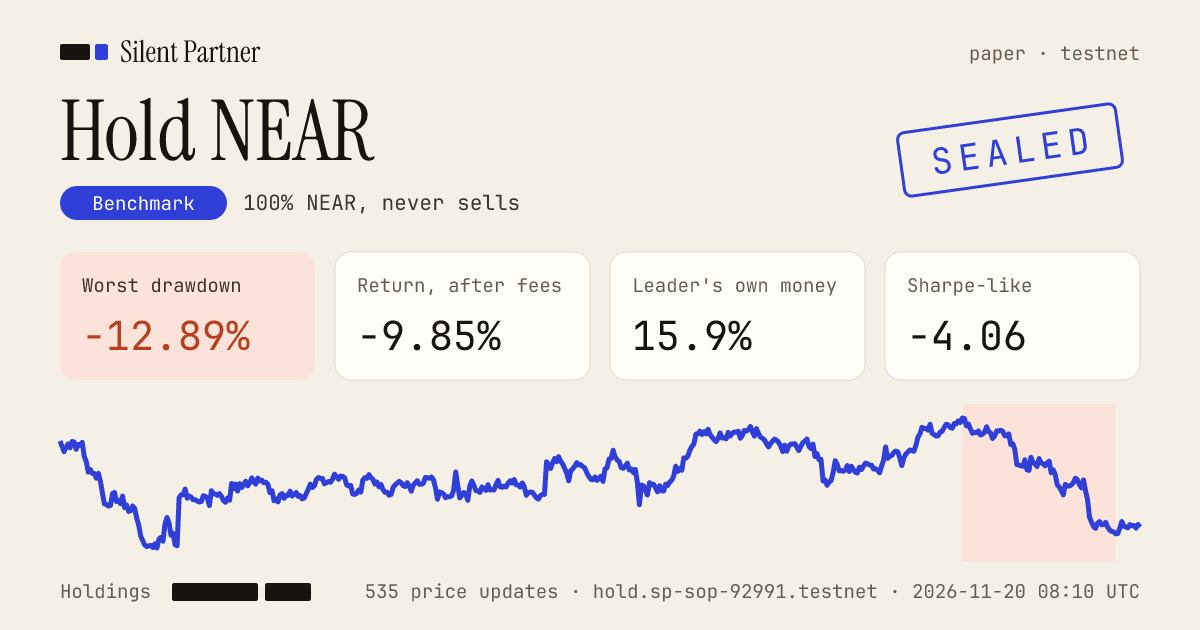 Silent Partner
paper · testnet
Hold NEAR
SEALED
Benchmark
100% NEAR, never sells
Worst drawdown
-12.89%
Return, after fees
-9.85%
Leader's own money
15.9%
Sharpe-like
-4.06
Holdings
535 price updates · hold.sp-sop-92991.testnet · 2026-11-20 08:10 UTC